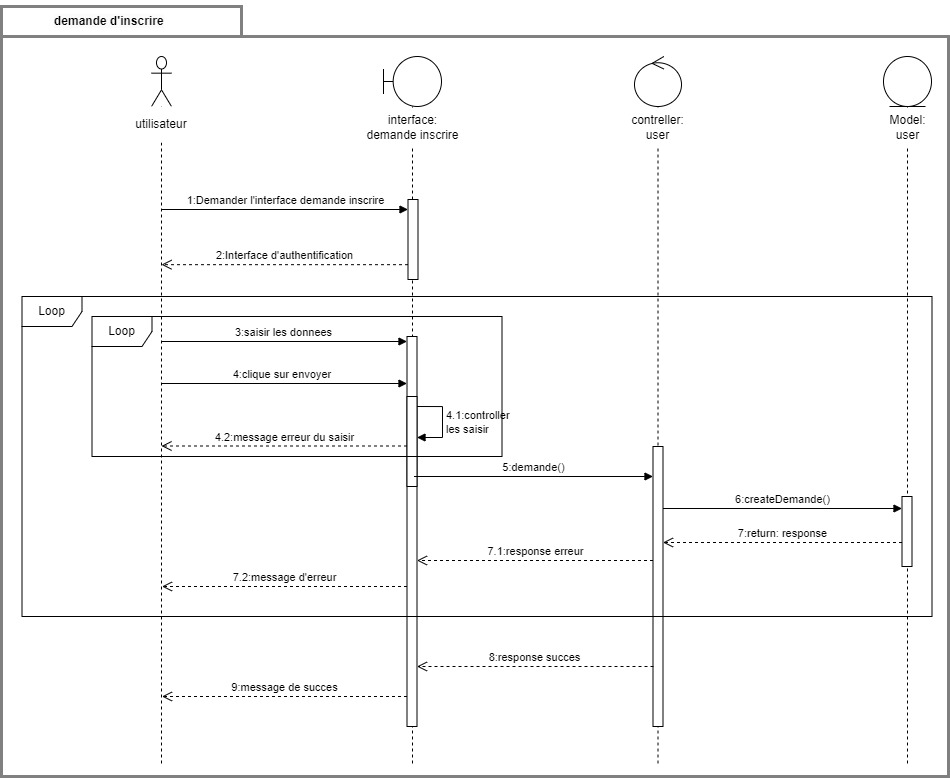 demande d'inscrire
utilisateur
interface:
demande inscrire
contreller:
user
Model:
user
1:Demander l'interface demande inscrire
2:Interface d'authentification
Loop
Loop
3:saisir les donnees
4:clique sur envoyer
4.1:controller
les saisir
4.2:message erreur du saisir
5:demande()
6:createDemande()
7:return: response
7.1:response erreur
7.2:message d'erreur
8:response succes
9:message de succes